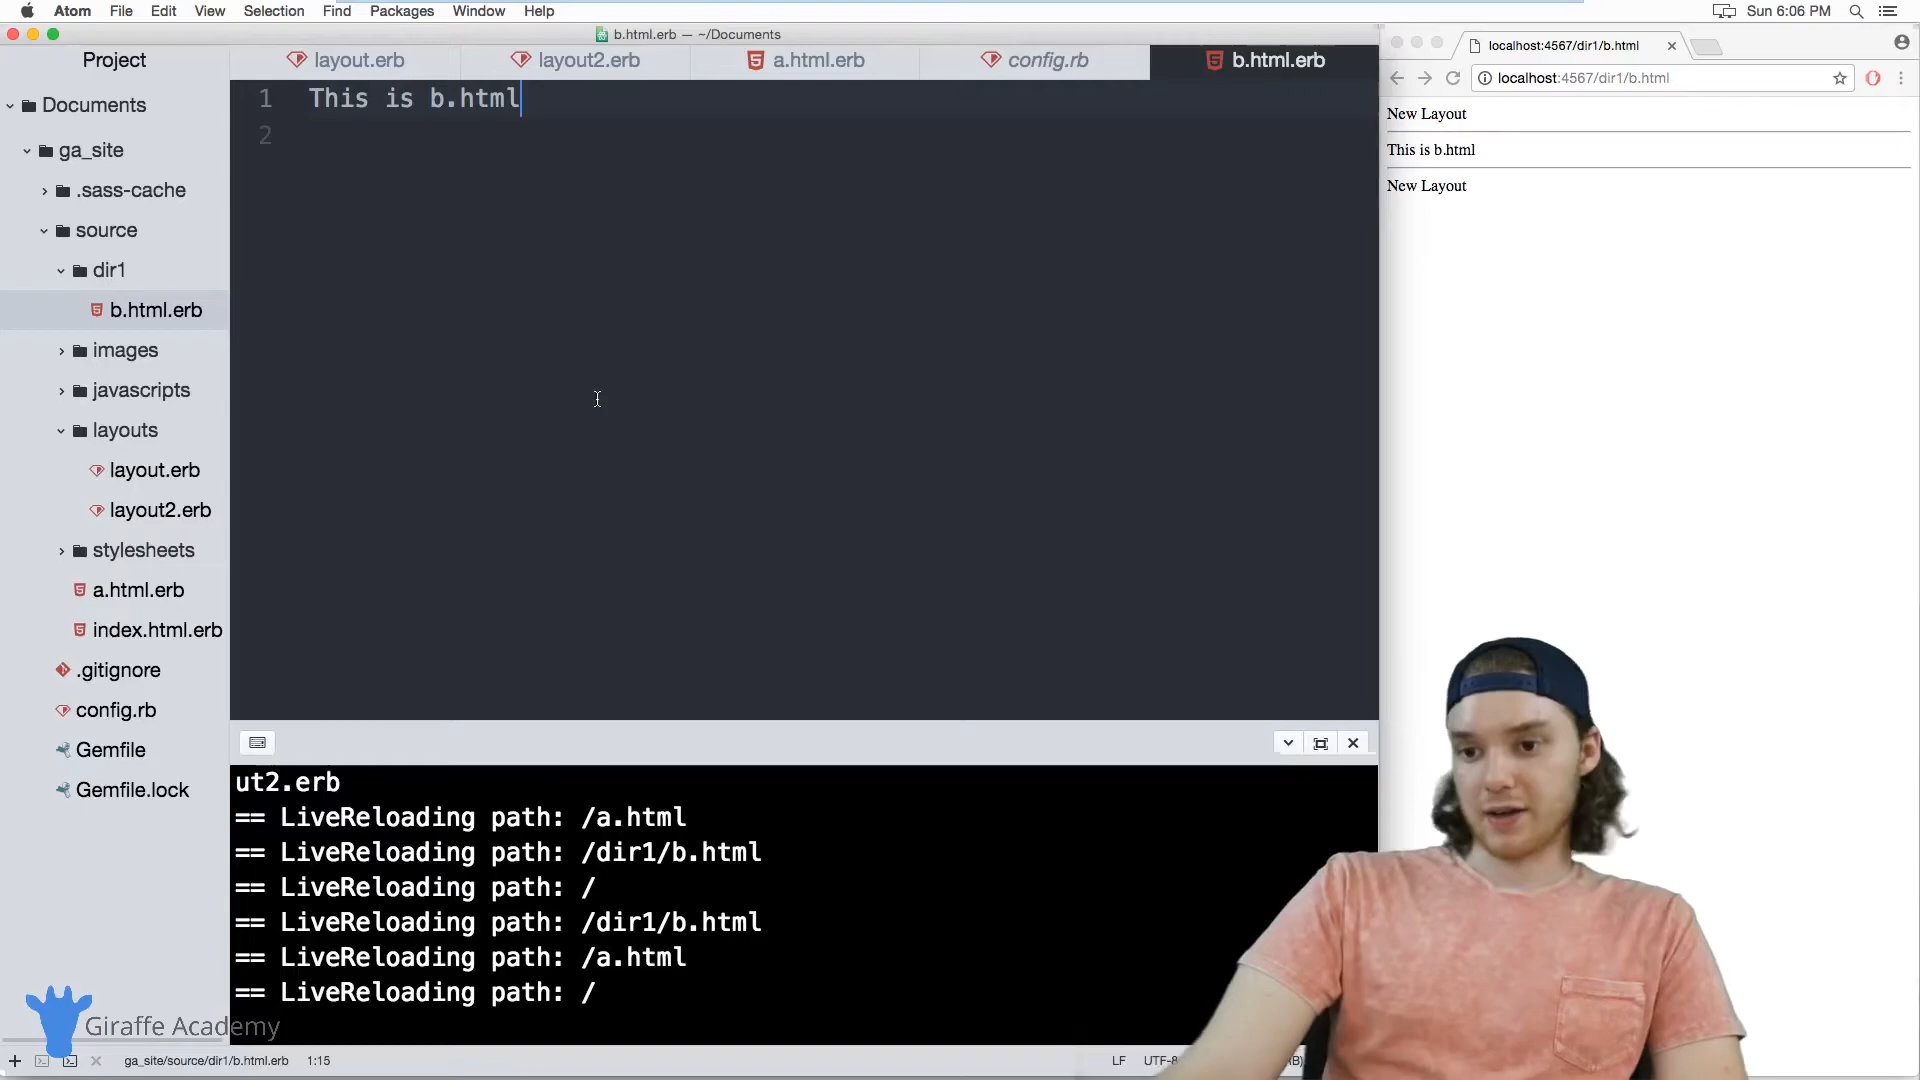 Atom File Edit View Selection Find Packages Window Help
Sun 6:06 PM
b.html.erb — ~/Documents
Project
layout.erb
layout2.erb
a.html.erb
config.rb
b.html.erb
Documents
ga_site
.sass-cache
source
dir1
b.html.erb
images
javascripts
layouts
layout.erb
layout2.erb
stylesheets
a.html.erb
index.html.erb
.gitignore
config.rb
Gemfile
Gemfile.lock
1 This is b.html
2
ut2.erb
== LiveReloading path: /a.html
== LiveReloading path: /dir1/b.html
== LiveReloading path: /
== LiveReloading path: /dir1/b.html
== LiveReloading path: /a.html
== LiveReloading path: /
Giraffe Academy
ga_site/source/dir1/b.html.erb 1:15
LF
localhost:4567/dir1/b.html
localhost:4567/dir1/b.html
New Layout
This is b.html
New Layout